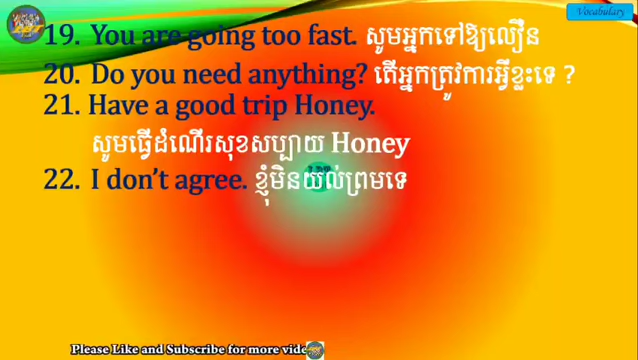 Vocabulary
19. You are going too fast. សូមអ្នកទៅឱ្យលឿន
20. Do you need anything? តើអ្នកត្រូវការអ្វីខ្លះទេ ?
21. Have a good trip Honey.
សូមធ្វើដំណើរសុខសប្បាយ Honey
22. I don't agree. ខ្ញុំមិនយល់ព្រមទេ
Please Like and Subscribe for more vide